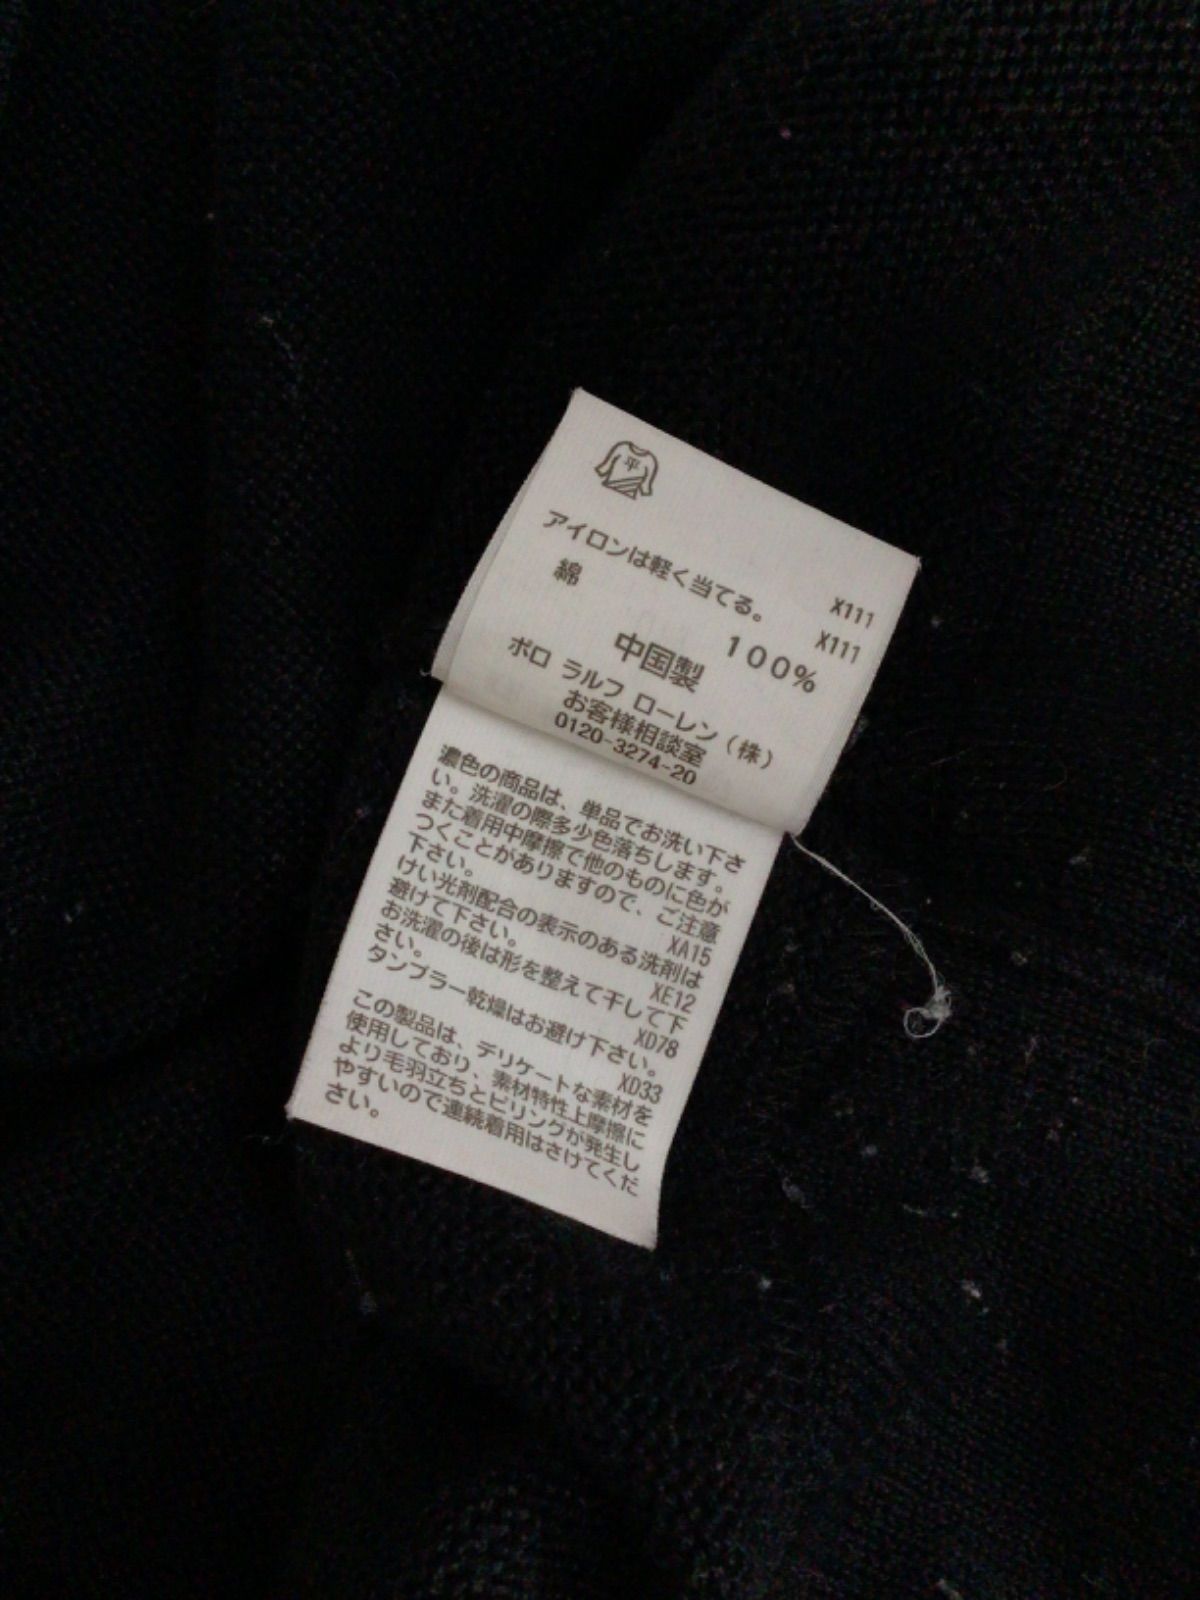 平
アイロンは軽く当てる。
X111
綿
X111
100%
中国製
ポロ ラルフ ローレン(株)
お客様相談室
0120-3274-20
濃色の商品は、単品でお洗い下さ
い。洗濯の際多少色落ちします。
また着用中摩擦で他のものに色が
つくことがありますので、ご注意
下さい。
XA15
けい光剤配合の表示のある洗剤は
避けて下さい。
XE12
お洗濯の後は形を整えて干して下
さい。
XD78
タンブラー乾燥はお避け下さい。
XD33
この製品は、デリケートな素材を
使用しており、素材特性上摩擦に
より毛羽立ちとピリングが発生し
やすいので連続着用はさけてくだ
さい。